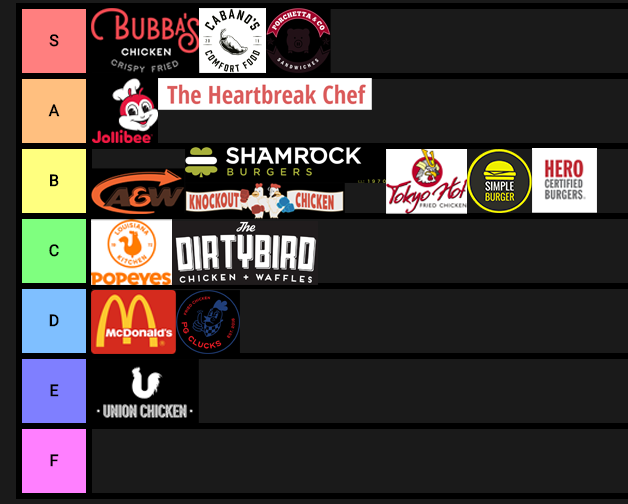 S
BUBBA'S
CHICKEN
CRISPY FRIED
CABANO'S
COMFORT FOOD
PORCHETTA & CO
SANDWICHES
A
Jollibee
The Heartbreak Chef
B
A&W
SHAMROCK
BURGERS
KNOCKOUT CHICKEN
Tokyo Hot
FRIED CHICKEN
SIMPLE
BURGER
HERO
CERTIFIED
BURGERS
C
LOUISIANA
KITCHEN
POPEYES
The
DIRTYBIRD
CHICKEN + WAFFLES
D
McDonald's
FRIED CHICKEN
PG CLUCKS
E
· UNION CHICKEN ·
F